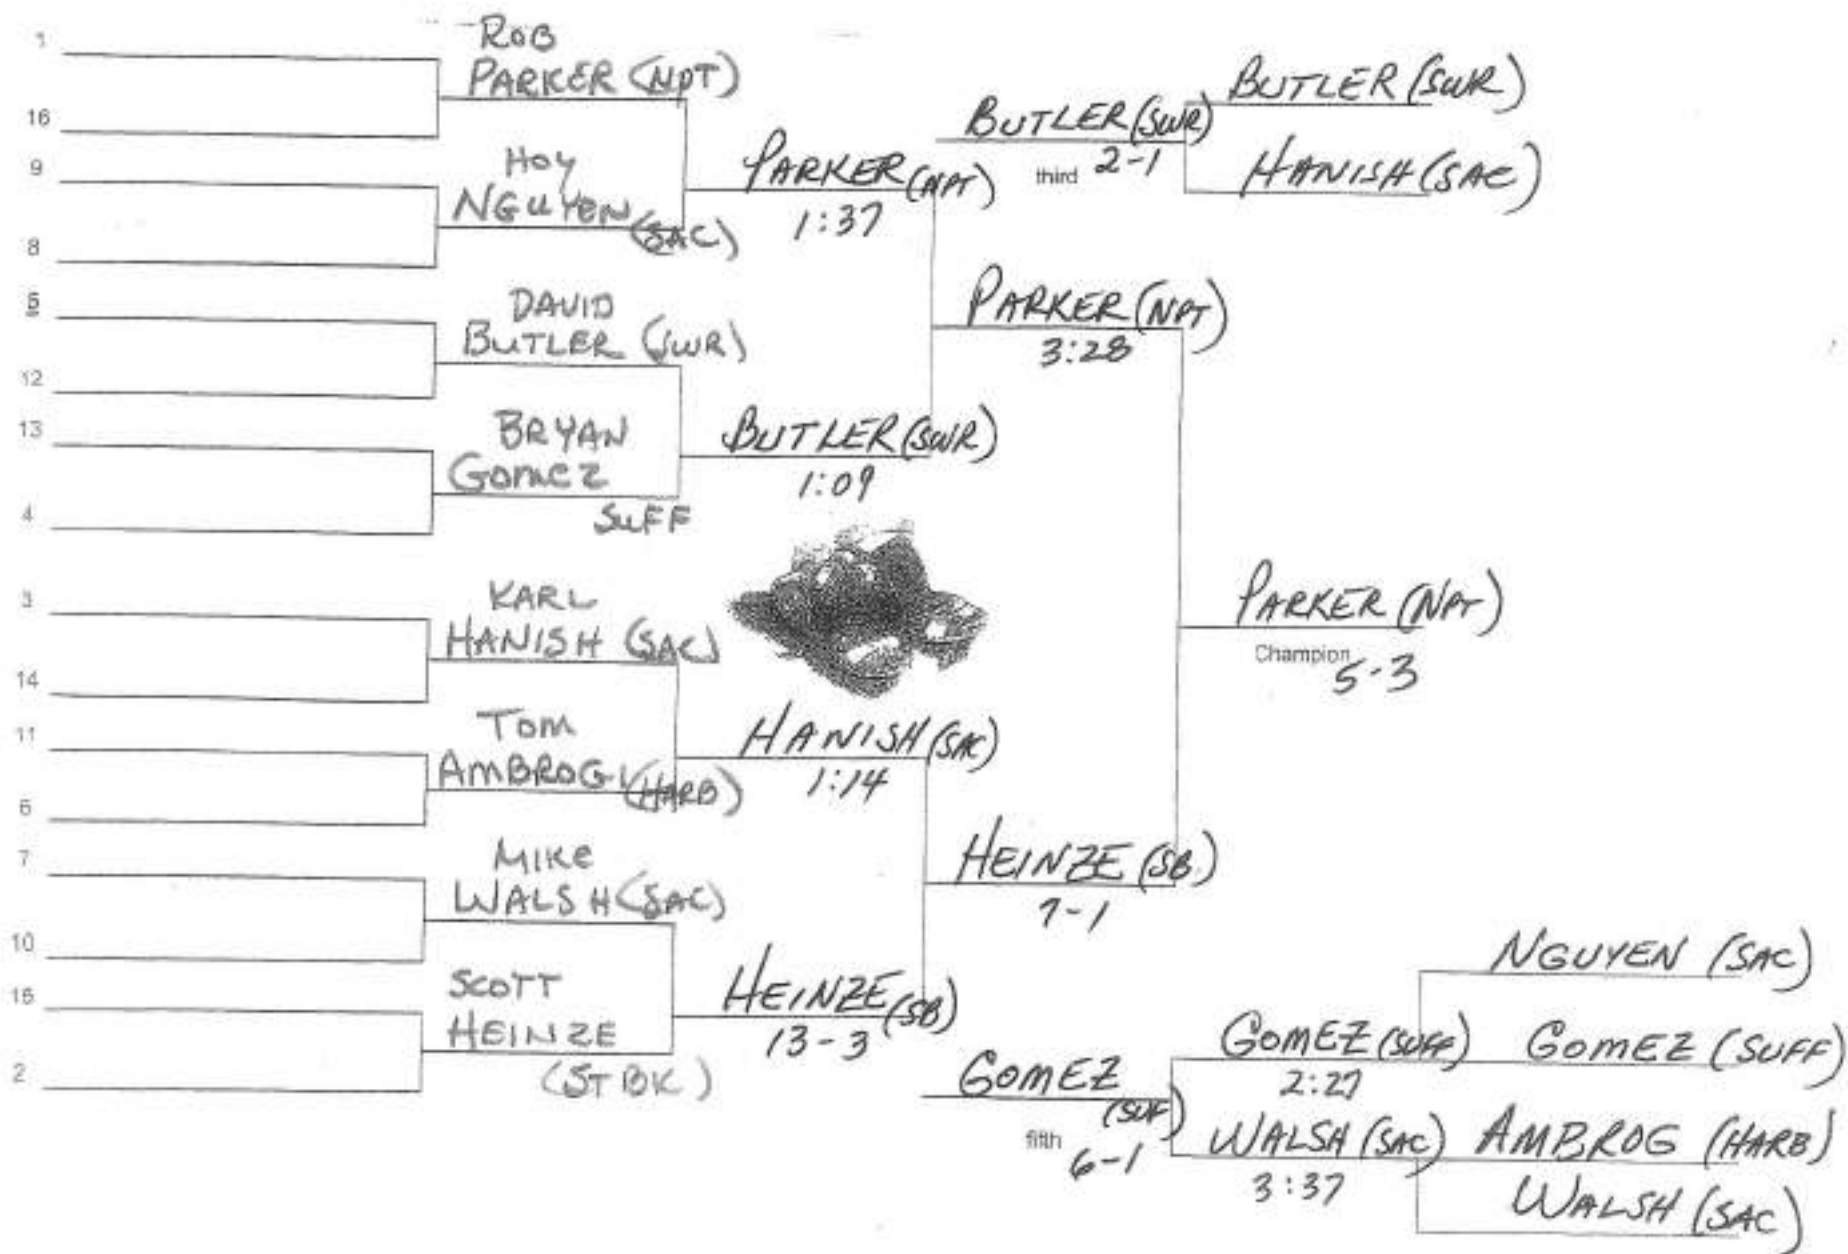 1
16
9
8
5
12
13
4
3
14
11
6
7
10
15
2
ROB
PARKER (NPT)
HOY
NGUYEN (SAC)
DAVID
BUTLER (SWR)
BRYAN
GOMEZ
SUFF
KARL
HANISH (SAC)
TOM
AMBROGI (HARB)
MIKE
WALSH (SAC)
SCOTT
HEINZE
(STBK)
PARKER (NPT)
1:37
BUTLER (SWR)
1:09
HANISH (SAC)
1:14
HEINZE (SB)
13-3
BUTLER (SWR)
third 2-1
PARKER (NPT)
3:28
HEINZE (SB)
7-1
GOMEZ
(SUF)
fifth 6-1
BUTLER (SWR)
HANISH (SAC)
PARKER (NPT)
Champion 5-3
GOMEZ (SUFF)
2:27
WALSH (SAC)
3:37
NGUYEN (SAC)
GOMEZ (SUFF)
AMBROG (HARB)
WALSH (SAC)